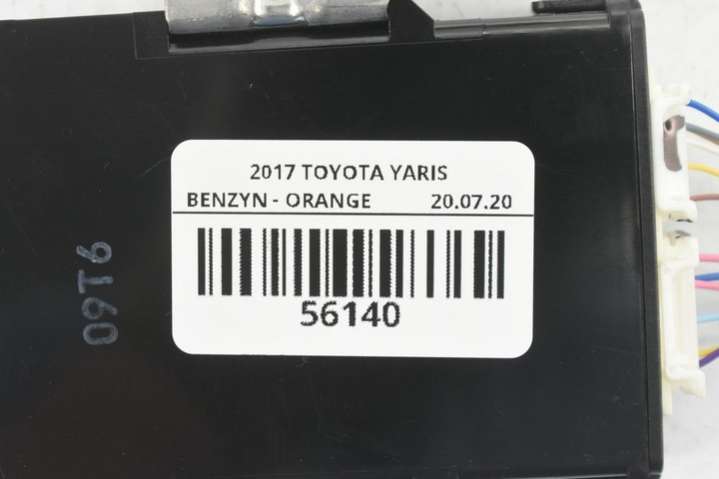 2017 TOYOTA YARIS
BENZYN - ORANGE 20.07.20
56140
09T6